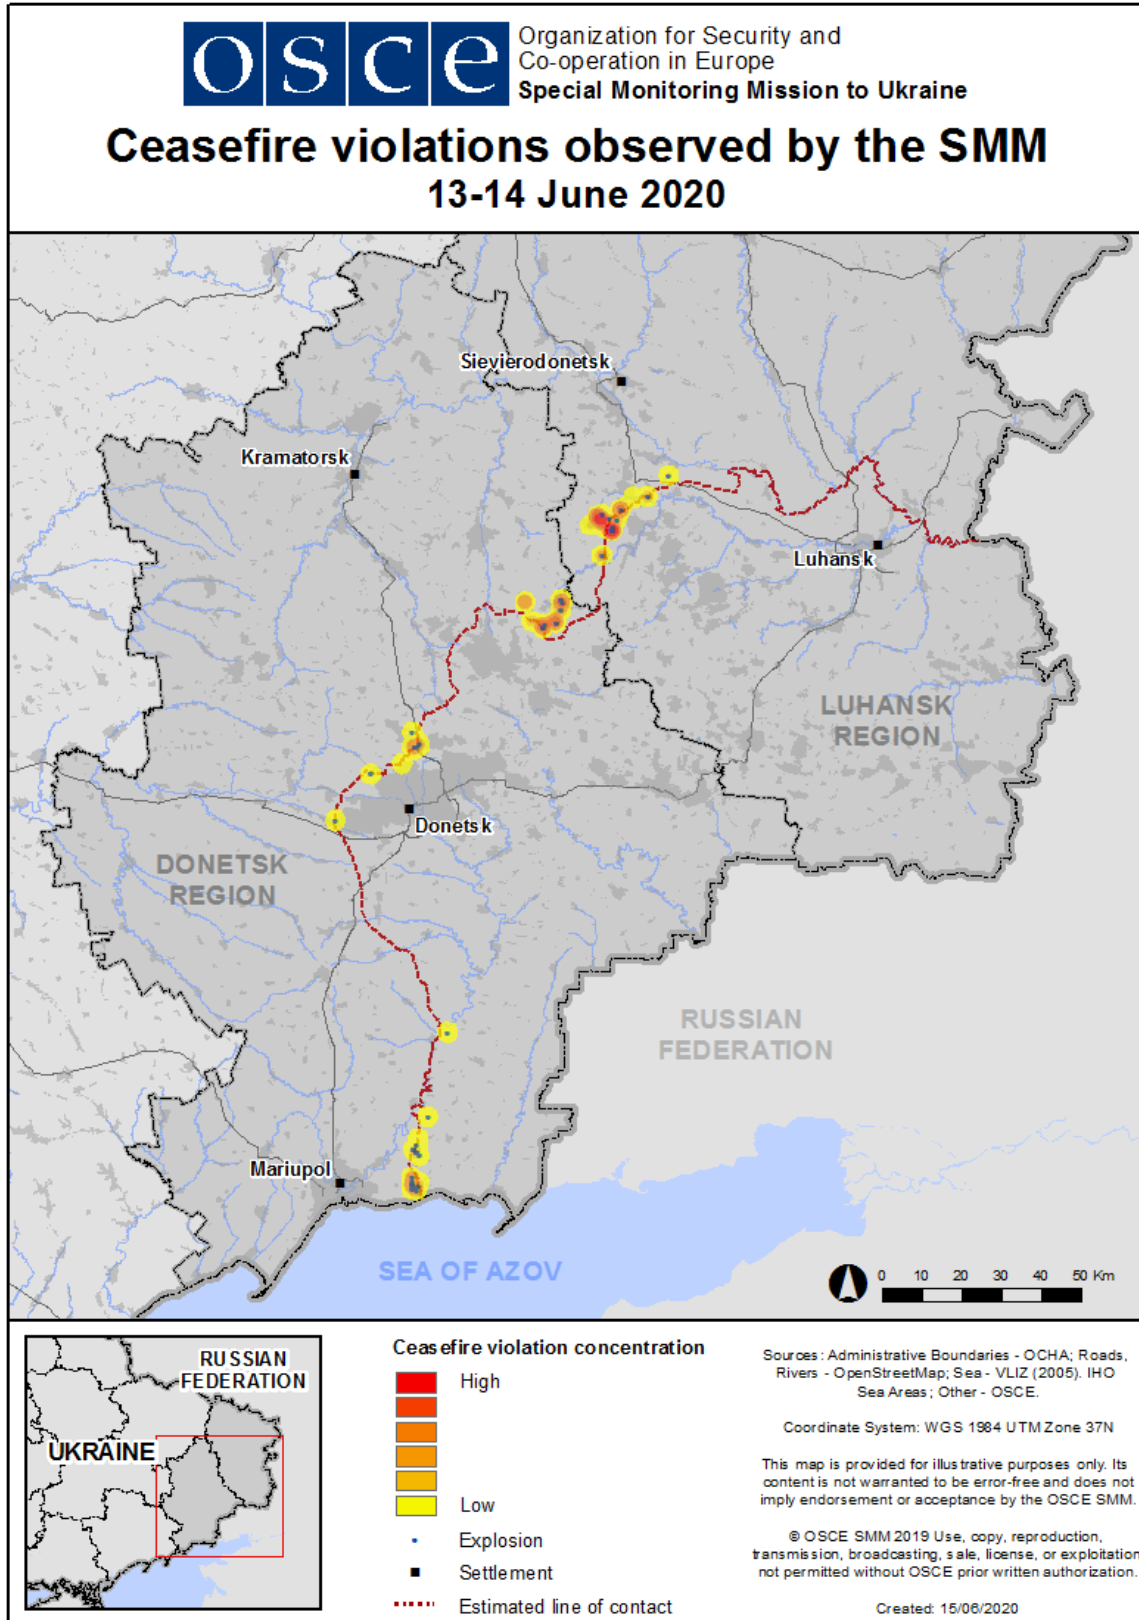 osce
Organization for Security and
Co-operation in Europe
Special Monitoring Mission to Ukraine
Ceasefire violations observed by the SMM
13-14 June 2020
Sievierodonetsk
Kramatorsk
Luhansk
LUHANSK
REGION
Donetsk
DONETSK
REGION
RUSSIAN
FEDERATION
Mariupol
SEA OF AZOV
0 10 20 30 40 50 Km
RUSSIAN
FEDERATION
UKRAINE
Ceasefire violation concentration
High
Low
Explosion
Settlement
Estimated line of contact
Sources: Administrative Boundaries - OCHA; Roads,
Rivers - OpenStreetMap; Sea - VLIZ (2005). IHO
Sea Areas; Other - OSCE.
Coordinate System: WGS 1984 UTM Zone 37N
This map is provided for illustrative purposes only. Its
content is not warranted to be error-free and does not
imply endorsement or acceptance by the OSCE SMM.
© OSCE SMM 2019 Use, copy, reproduction,
transmission, broadcasting, sale, license, or exploitation
not permitted without OSCE prior written authorization.
Created: 15/06/2020